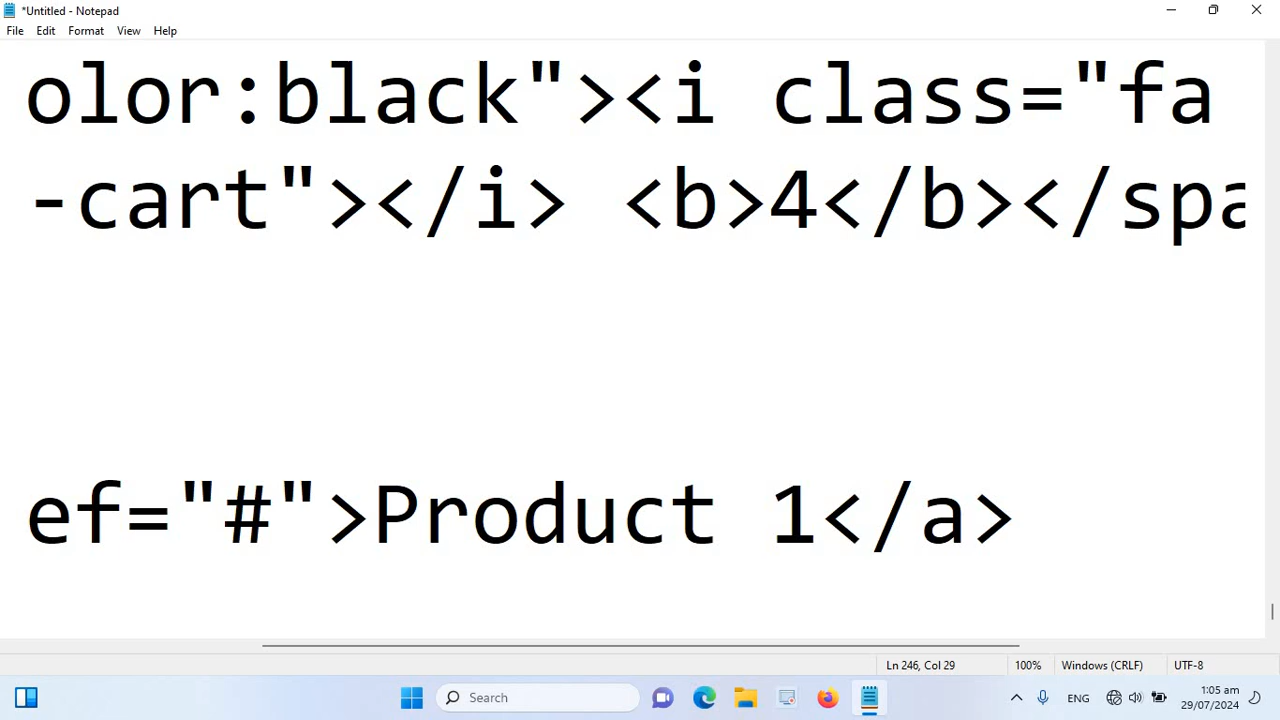 *Untitled - Notepad
File Edit Format View Help
olor:black"><i class="fa
-cart"></i> <b>4</b></spa
ef="#">Product 1</a>
Ln 246, Col 29 100% Windows (CRLF) UTF-8
Search ENG 1:05 am
29/07/2024